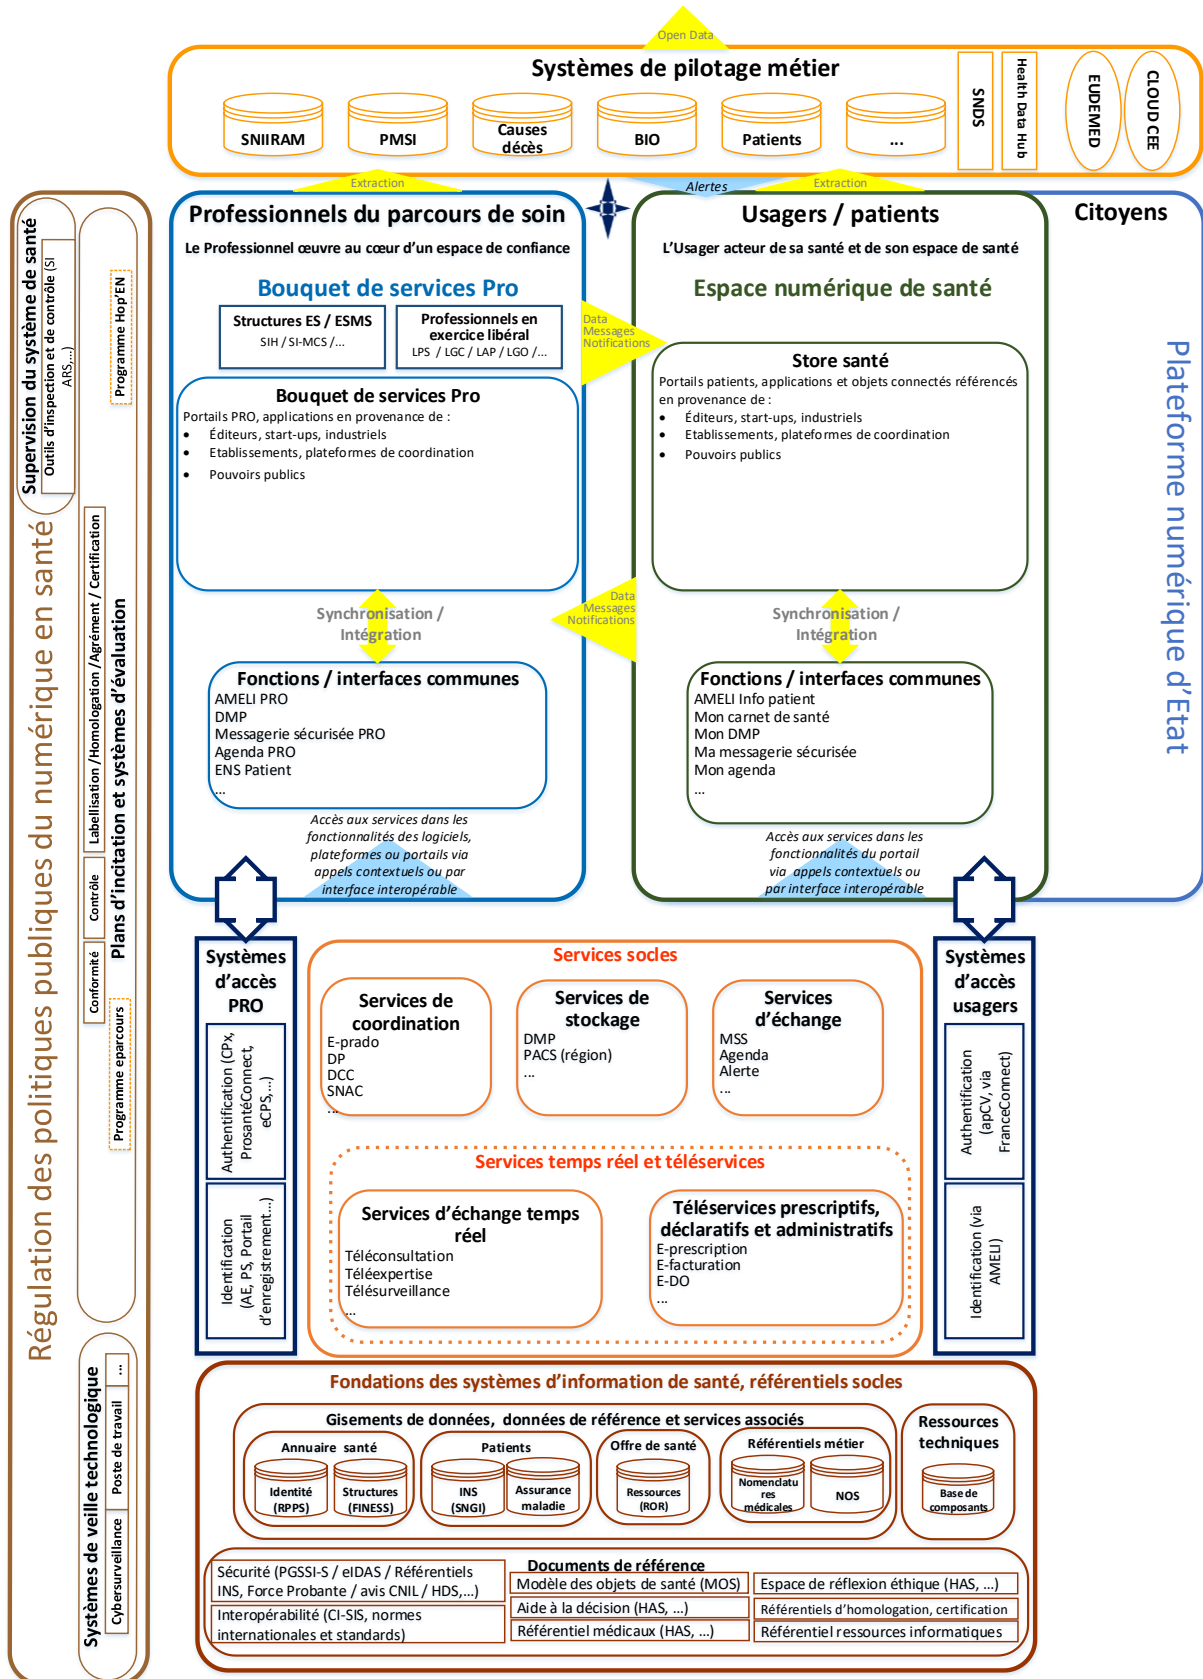 Open Data
Systèmes de pilotage métier
SNIIRAM
PMSI
Causes
décès
BIO
Patients
...
SNDS
Health Data Hub
EUDEMED
CLOUD CEE
Extraction
Alertes
Extraction
Régulation des politiques publiques du numérique en santé
Supervision du système de santé
Outils d'inspection et de contrôle (SI
ARS,...)
Programme Hop'EN
Labellisation /Homologation /Agrément / Certification
Contrôle
Conformité
Plans d'incitation et systèmes d'évaluation
Programme eparcours
Systèmes de veille technologique
...
Poste de travail
Cybersurveillance
Professionnels du parcours de soin
Le Professionnel œuvre au cœur d'un espace de confiance
Bouquet de services Pro
Structures ES / ESMS
SIH / SI-MCS /...
Professionnels en
exercice libéral
LPS / LGC / LAP / LGO /...
Bouquet de services Pro
Portails PRO, applications en provenance de :
• Éditeurs, start-ups, industriels
• Etablissements, plateformes de coordination
• Pouvoirs publics
Synchronisation /
Intégration
Fonctions / interfaces communes
AMELI PRO
DMP
Messagerie sécurisée PRO
Agenda PRO
ENS Patient
...
Accès aux services dans les
fonctionnalités des logiciels,
plateformes ou portails via
appels contextuels ou par
interface interopérable
Data
Messages
Notifications
Data
Messages
Notifications
Usagers / patients
L'Usager acteur de sa santé et de son espace de santé
Espace numérique de santé
Store santé
Portails patients, applications et objets connectés référencés
en provenance de :
• Éditeurs, start-ups, industriels
• Etablissements, plateformes de coordination
• Pouvoirs publics
Synchronisation /
Intégration
Fonctions / interfaces communes
AMELI Info patient
Mon carnet de santé
Mon DMP
Ma messagerie sécurisée
Mon agenda
...
Accès aux services dans les
fonctionnalités du portail
via appels contextuels ou
par interface interopérable
Citoyens
Plateforme numérique d'Etat
Systèmes
d'accès
PRO
Authentification (CPx,
ProsantéConnect,
eCPS,...)
Identification
(AE, PS, Portail
d'enregistrement...)
Services socles
Services de
coordination
E-prado
DP
DCC
SNAC
...
Services de
stockage
DMP
PACS (région)
...
Services
d'échange
MSS
Agenda
Alerte
...
Services temps réel et téléservices
Services d'échange temps
réel
Téléconsultation
Téléexpertise
Télésurveillance
...
Téléservices prescriptifs,
déclaratifs et administratifs
E-prescription
E-facturation
E-DO
...
Systèmes
d'accès
usagers
Authentification
(apCV, via
FranceConnect)
Identification (via
AMELI)
Fondations des systèmes d'information de santé, référentiels socles
Gisements de données, données de référence et services associés
Annuaire santé
Identité
(RPPS)
Structures
(FINESS)
Patients
INS
(SNGI)
Assurance
maladie
Offre de santé
Ressources
(ROR)
Référentiels métier
Nomenclatu
res
médicales
NOS
Ressources
techniques
Base de
composants
Documents de référence
Sécurité (PGSSI-S / eIDAS / Référentiels
INS, Force Probante / avis CNIL / HDS,...)
Interopérabilité (CI-SIS, normes
internationales et standards)
Modèle des objets de santé (MOS)
Aide à la décision (HAS, ...)
Référentiel médicaux (HAS, ...)
Espace de réflexion éthique (HAS, ...)
Référentiels d'homologation, certification
Référentiel ressources informatiques